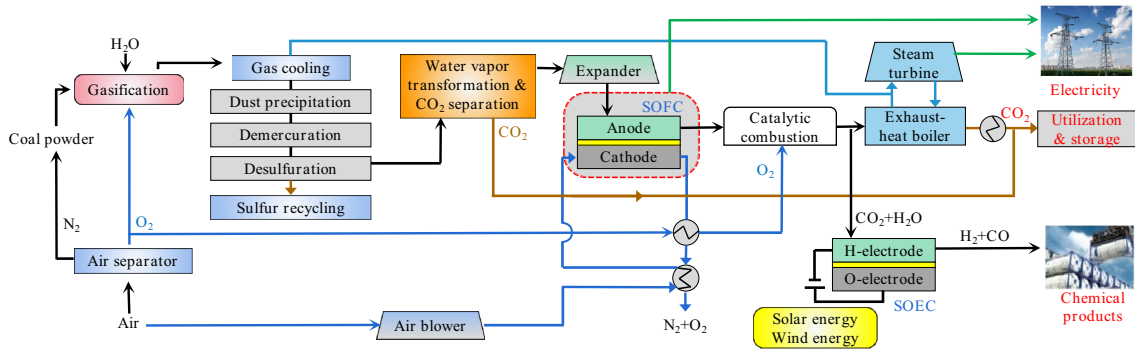 H₂O
Gasification
Coal powder
N₂
O₂
Air separator
Air
Gas cooling
Dust precipitation
Demercuration
Desulfuration
Sulfur recycling
Air blower
Water vapor
transformation &
CO₂ separation
CO₂
Expander
SOFC
Anode
Cathode
N₂+O₂
Catalytic
combustion
O₂
Steam
turbine
Exhaust-
heat boiler
CO₂
Electricity
Utilization
& storage
CO₂+H₂O
H-electrode
O-electrode
SOEC
H₂+CO
Solar energy
Wind energy
Chemical
products